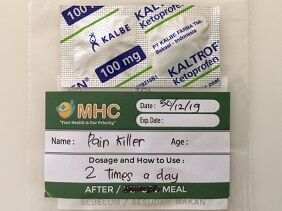 KALBE
100 mg
KALTROF
Ketoprofen
PT KALBE FARMA Tbk.
Bekasi - Indonesia
EN
100 mg
KALTROF
Ketoprofen
MHC
"Your Health is Our Priority"
Date : 30/12/19
Exp.Date :
Name : Pain Killer Age :
Dosage and How to Use :
2 times a day
AFTER / MEAL
SEBELUM / SESUDAH MAKAN